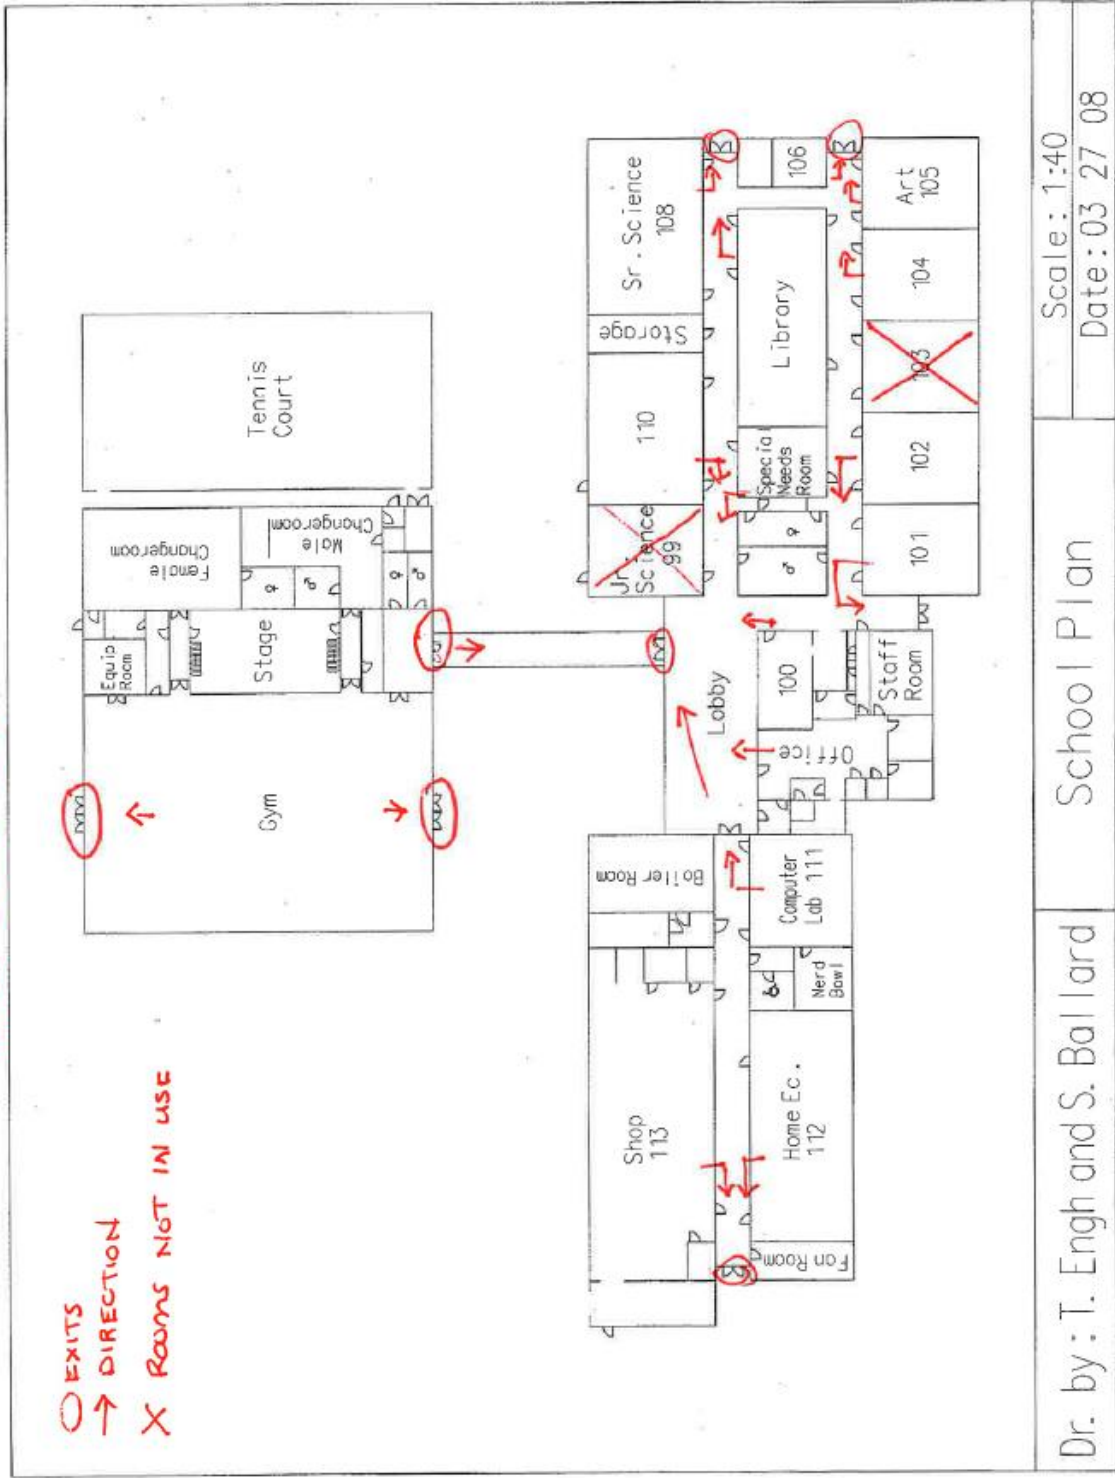 O EXITS
→ DIRECTION
X ROOMS NOT IN USE
Equip
Room
Female
Changeroom
Gym
Stage
Tennis
Court
Male
Changeroom
Shop
113
Boiler Room
Jr.
Science
99
110
Storage
Sr. Science
108
Lobby
Home Ec.
112
Fan Room
Nerd
Bowl
Computer
Lab 111
Office
100
Staff
Room
Special
Needs
Room
Library
106
101
102
103
104
Art
105
Dr. by: T. Engh and S. Ballard
School Plan
Scale: 1:40
Date: 03 27 08